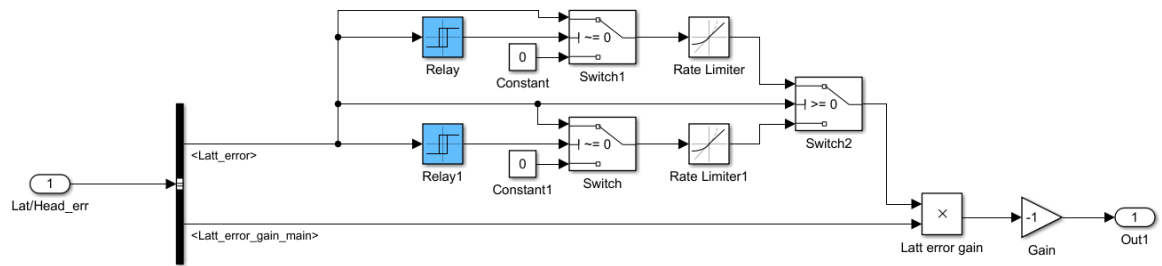 ~= 0
Relay
0
Constant
Switch1
Rate Limiter
>= 0
Switch2
~= 0
Relay1
0
Constant1
Switch
Rate Limiter1
<Latt_error>
1
Lat/Head_err
<Latt_error_gain_main>
×
Latt error gain
-1
Gain
1
Out1